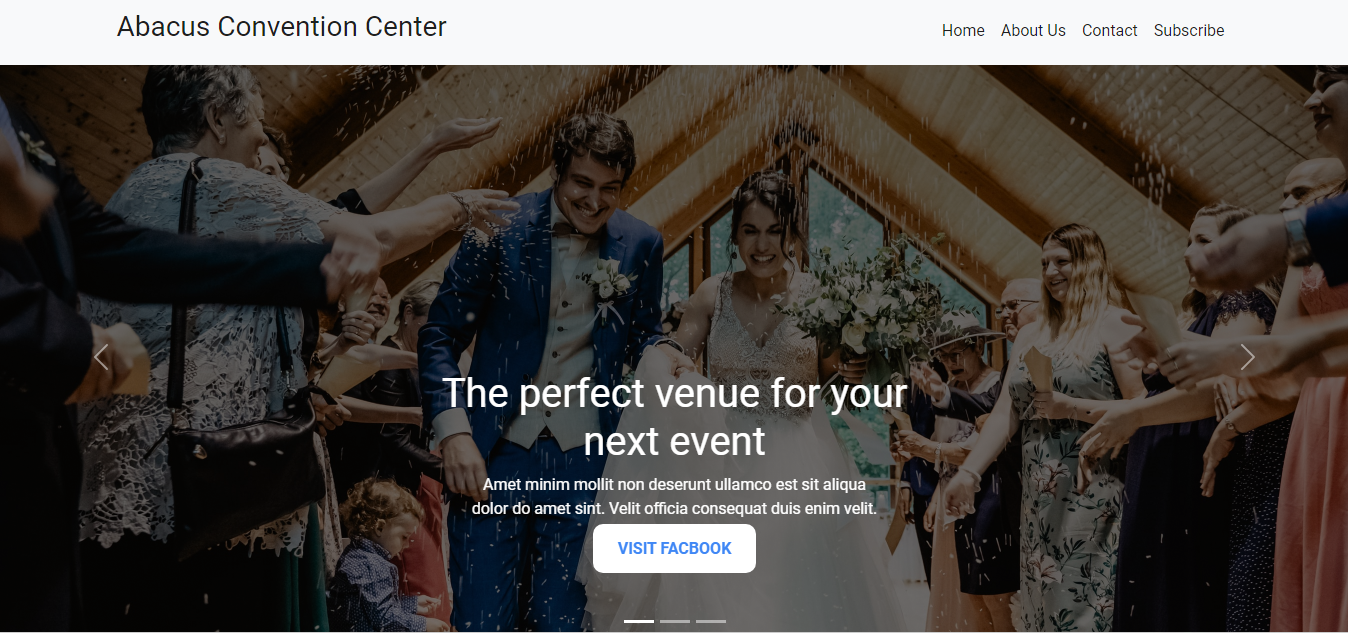 Abacus Convention Center
Home About Us Contact Subscribe
The perfect venue for your
next event
Amet minim mollit non deserunt ullamco est sit aliqua
dolor do amet sint. Velit officia consequat duis enim velit.
VISIT FACBOOK